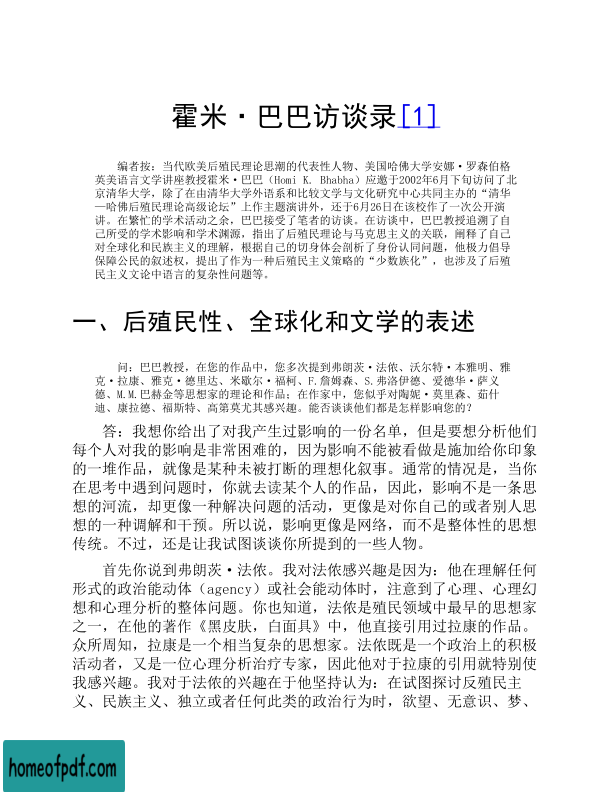 霍米·巴巴访谈录[1]
编者按：当代欧美后殖民理论思潮的代表性人物、美国哈佛大学安娜·罗森伯格
英美语言文学讲座教授霍米·巴巴（Homi K. Bhabha）应邀于2002年6月下旬访问了北
京清华大学，除了在由清华大学外语系和比较文学与文化研究中心共同主办的“清华
—哈佛后殖民理论高级论坛”上作主题演讲外，还于6月26日在该校作了一次公开演
讲。在繁忙的学术活动之余，巴巴接受了笔者的访谈。在访谈中，巴巴教授追溯了自
己所受的学术影响和学术渊源，指出了后殖民理论与马克思主义的关联，阐释了自己
对全球化和民族主义的理解，根据自己的切身体会剖析了身份认同问题，他极力倡导
保障公民的叙述权，提出了作为一种后殖民主义策略的“少数族化”，也涉及了后殖
民主义文论中语言的复杂性问题等。
一、后殖民性、全球化和文学的表述
问：巴巴教授，在您的作品中，您多次提到弗朗茨·法侬、沃尔特·本雅明、雅
克·拉康、雅克·德里达、米歇尔·福柯、F.詹姆森、S.弗洛伊德、爱德华·萨义
德、M.M.巴赫金等思想家的理论和作品；在作家中，您似乎对陶妮·莫里森、茹什
迪、康拉德、福斯特、高第莫尤其感兴趣。能否谈谈他们都是怎样影响您的？
答：我想你给出了对我产生过影响的一份名单，但是要想分析他们
每个人对我的影响是非常困难的，因为影响不能被看做是施加给你印象
的一堆作品，就像是某种未被打断的理想化叙事。通常的情况是，当你
在思考中遇到问题时，你就去读某个人的作品，因此，影响不是一条思
想的河流，却更像一种解决问题的活动，更像是对你自己的或者别人思
想的一种调解和干预。所以说，影响更像是网络，而不是整体性的思想
传统。不过，还是让我试图谈谈你所提到的一些人物。
首先你说到弗朗茨·法侬。我对法侬感兴趣是因为：他在理解任何
形式的政治能动体（agency）或社会能动体时，注意到了心理、心理幻
想和心理分析的整体问题。你也知道，法侬是殖民领域中最早的思想家
之一，在他的著作《黑皮肤，白面具》中，他直接引用过拉康的作品。
众所周知，拉康是一个相当复杂的思想家。法侬既是一个政治上的积极
活动者，又是一位心理分析治疗专家，因此他对于拉康的引用就特别使
我感兴趣。我对于法侬的兴趣在于他坚持认为：在试图探讨反殖民主
义、民族主义、独立或者任何此类的政治行为时，欲望、无意识、梦、
homeofpdf.com